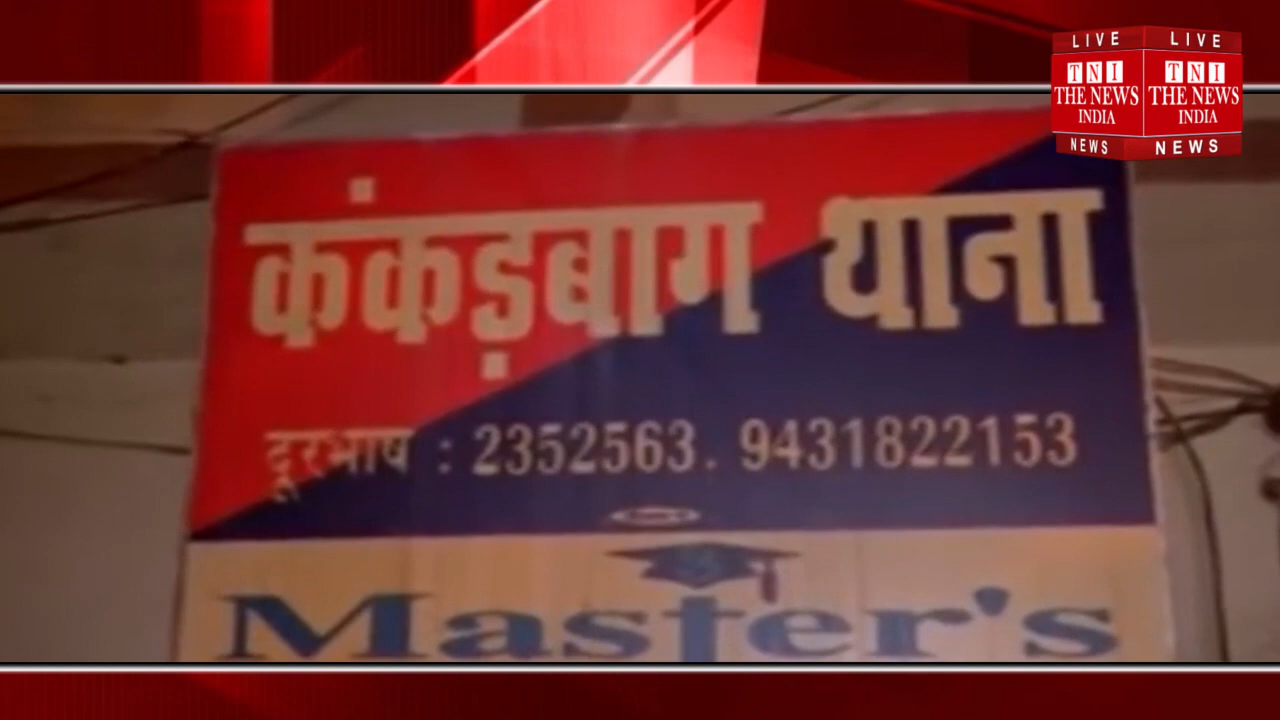 LIVE LIVE
TNI TNI
THE NEWS THE NEWS
INDIA INDIA
NEWS NEWS
कंकड़बाग थाना
दूरभाष : 2352563. 9431822153
Master's